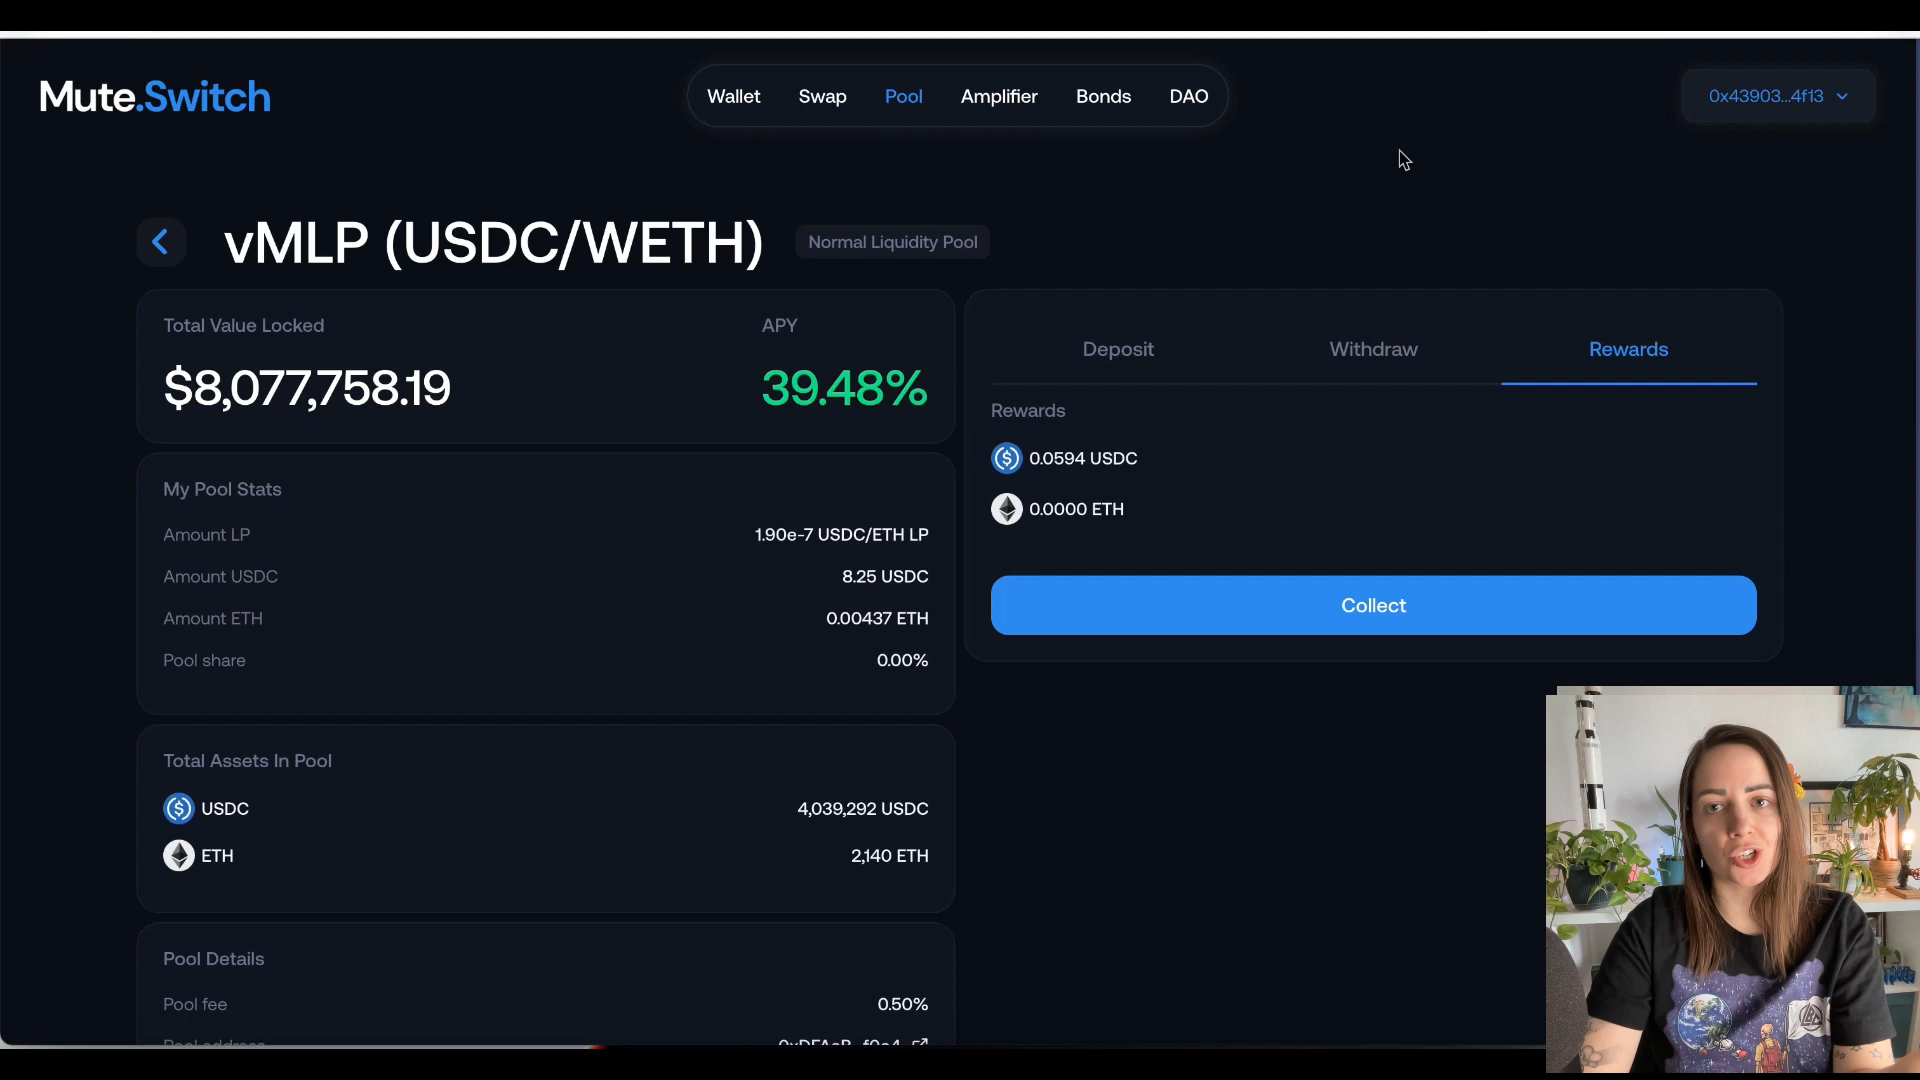 Mute.Switch
Wallet Swap Pool Amplifier Bonds DAO
0x43903...4f13
vMLP (USDC/WETH)
Normal Liquidity Pool
Total Value Locked
APY
$8,077,758.19
39.48%
My Pool Stats
Amount LP
1.90e-7 USDC/ETH LP
Amount USDC
8.25 USDC
Amount ETH
0.00437 ETH
Pool share
0.00%
Total Assets In Pool
USDC
4,039,292 USDC
ETH
2,140 ETH
Pool Details
Pool fee
0.50%
Pool address
Deposit Withdraw Rewards
Rewards
0.0594 USDC
0.0000 ETH
Collect